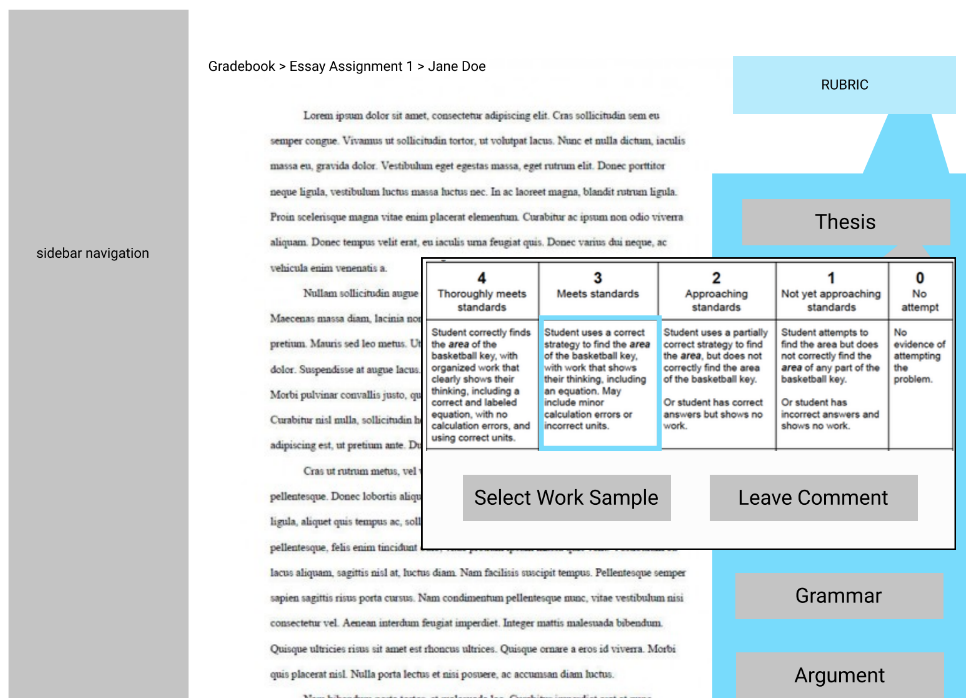 Gradebook > Essay Assignment 1 > Jane Doe
RUBRIC
sidebar navigation
Lorem ipsum dolor sit amet, consectetur adipiscing elit. Cras sollicitudin sem eu
semper congue. Vivamus ut sollicitudin tortor, ut volutpat lacus. Nunc et nulla dictum, iaculis
massa eu, gravida dolor. Vestibulum eget egestas massa, eget rutrum elit. Donec porttitor
neque ligula, vestibulum luctus massa luctus nec. In ac laoreet magna, blandit rutrum ligula.
Proin scelerisque magna vitae enim placerat elementum. Curabitur ac ipsum non odio viverra
aliquam. Donec tempus velit erat, eu iaculis urna feugiat quis. Donec varius dui neque, ac
vehicula enim venenatis a.
Nullam sollicitudin augue
Maecenas massa diam, lacinia non
pretium. Mauris sed leo metus. Ut
dolor. Suspendisse at augue lacus.
Morbi pulvinar convallis justo, qu
Curabitur nisl nulla, sollicitudin
adipiscing est, ut pretium ante. Du
Cras ut rutrum metus, vel
pellentesque. Donec lobortis aliqu
ligula, aliquet quis tempus ac, soll
pellentesque, felis enim tincidunt
lacus aliquam, sagittis nisl at, luctus diam. Nam facilisis suscipit tempus. Pellentesque semper
sapien sagittis risus porta cursus. Nam condimentum pellentesque nunc, vitae vestibulum nisi
consectetur vel. Aenean interdum feugiat imperdiet. Integer mattis malesuada bibendum.
Quisque ultricies risus sit amet est rhoncus ultrices. Quisque ornare a eros id viverra. Morbi
quis placerat nisl. Nulla porta lectus et nisi posuere, ac accumsan diam luctus.
Thesis
4
Thoroughly meets
standards
3
Meets standards
2
Approaching
standards
1
Not yet approaching
standards
0
No
attempt
Student correctly finds
the area of the
basketball key, with
organized work that
clearly shows their
thinking, including a
correct and labeled
equation, with no
calculation errors, and
using correct units.
Student uses a correct
strategy to find the area
of the basketball key,
with work that shows
their thinking, including
an equation. May
include minor
calculation errors or
incorrect units.
Student uses a partially
correct strategy to find
the area, but does not
correctly find the area
of the basketball key.
Or student has correct
answers but shows no
work.
Student attempts to
find the area but does
not correctly find the
area of any part of the
basketball key.
Or student has
incorrect answers and
shows no work.
No
evidence of
attempting
the
problem.
Select Work Sample
Leave Comment
Grammar
Argument